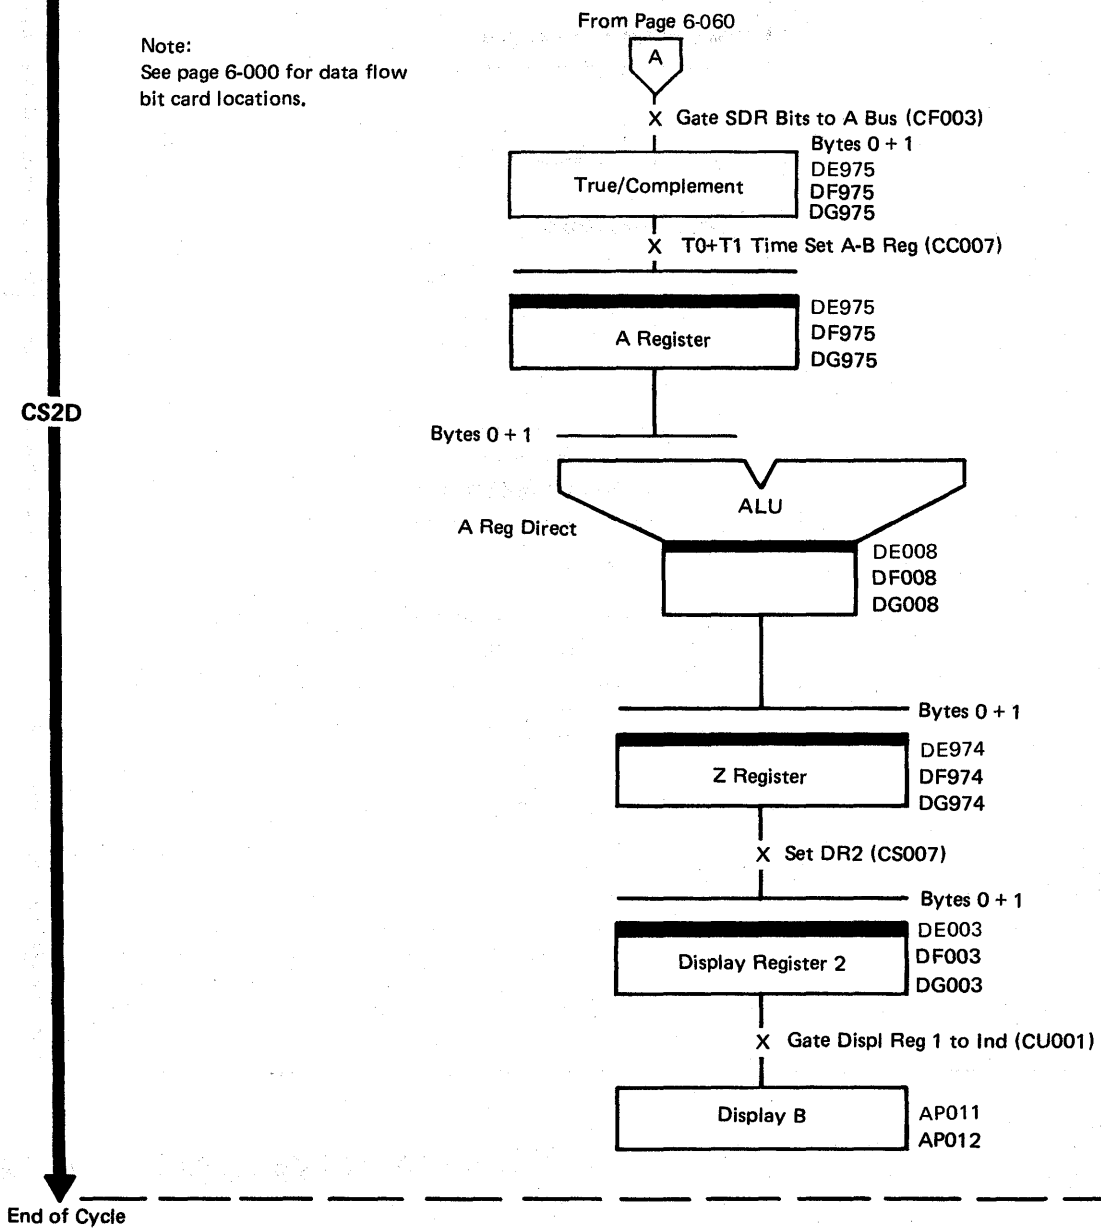 From Page 6-060
Note:
See page 6-000 for data flow
bit card locations.
A
X Gate SDR Bits to A Bus (CF003)
Bytes 0 + 1
True/Complement
DE975
DF975
DG975
X T0+T1 Time Set A-B Reg (CC007)
A Register
DE975
DF975
DG975
CS2D
Bytes 0 + 1
ALU
A Reg Direct
DE008
DF008
DG008
Bytes 0 + 1
Z Register
DE974
DF974
DG974
X Set DR2 (CS007)
Bytes 0 + 1
Display Register 2
DE003
DF003
DG003
X Gate Displ Reg 1 to Ind (CU001)
Display B
AP011
AP012
End of Cycle